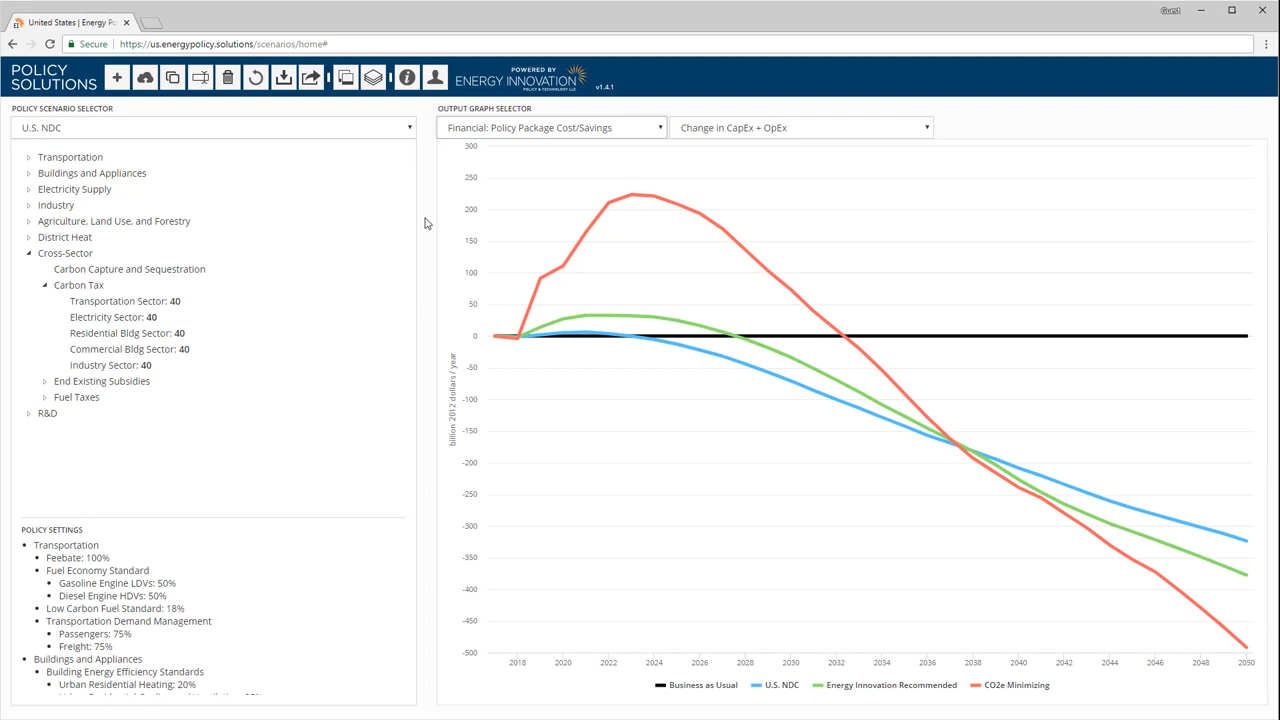 United States | Energy Po
Guest
Secure
https://us.energypolicy.solutions/scenarios/home#
POLICY
SOLUTIONS
POWERED BY
ENERGY INNOVATION
POLICY & TECHNOLOGY LLC
v1.4.1
POLICY SCENARIO SELECTOR
U.S. NDC
Transportation
Buildings and Appliances
Electricity Supply
Industry
Agriculture, Land Use, and Forestry
District Heat
Cross-Sector
Carbon Capture and Sequestration
Carbon Tax
Transportation Sector: 40
Electricity Sector: 40
Residential Bldg Sector: 40
Commercial Bldg Sector: 40
Industry Sector: 40
End Existing Subsidies
Fuel Taxes
R&D
POLICY SETTINGS
Transportation
Feebate: 100%
Fuel Economy Standard
Gasoline Engine LDVs: 50%
Diesel Engine HDVs: 50%
Low Carbon Fuel Standard: 18%
Transportation Demand Management
Passengers: 75%
Freight: 75%
Buildings and Appliances
Building Energy Efficiency Standards
Urban Residential Heating: 20%
OUTPUT GRAPH SELECTOR
Financial: Policy Package Cost/Savings
Change in CapEx + OpEx
300
250
200
150
100
50
0
-50
-100
-150
-200
-250
-300
-350
-400
-450
-500
billion 2012 dollars / year
2018 2020 2022 2024 2026 2028 2030 2032 2034 2036 2038 2040 2042 2044 2046 2048 2050
Business as Usual U.S. NDC Energy Innovation Recommended CO2e Minimizing